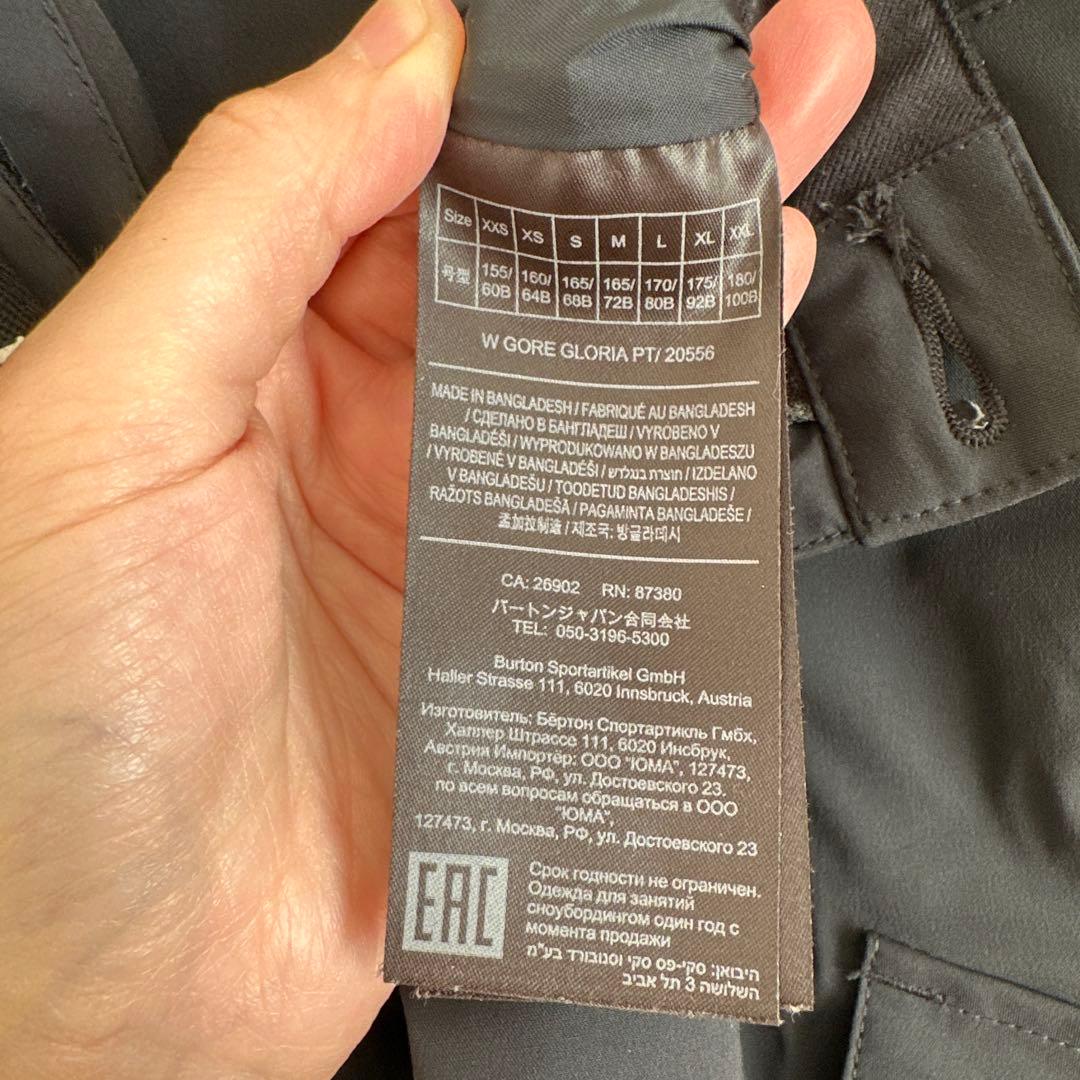 Size XXS XS S M L XL XXL
号型 155/60B 160/64B 165/68B 165/72B 170/80B 175/92B 180/100B
W GORE GLORIA PT/ 20556
MADE IN BANGLADESH / FABRIQUÉ AU BANGLADESH
/ СДЕЛАНО В БАНГЛАДЕШ / VYROBENO V
BANGLADÉŠI / WYPRODUKOWANO W BANGLADESZU
/ VYROBENÉ V BANGLADÉŠI / תוצרת בנגלדש / IZDELANO
V BANGLADEŠU / TOODETUD BANGLADESHIS /
RAŽOTS BANGLADEŠĀ / PAGAMINTA BANGLADEŠE /
孟加拉制造 / 제조국: 방글라데시
CA: 26902 RN: 87380
バートンジャパン合同会社
TEL: 050-3196-5300
Burton Sportartikel GmbH
Haller Strasse 111, 6020 Innsbruck, Austria
Изготовитель: Бёртон Спортартикль Гмбх,
Халлер Штрассе 111, 6020 Инсбрук,
Австрии Импортёр: ООО "ЮМА", 127473,
г. Москва, РФ, ул. Достоевского 23.
по всем вопросам обращаться в ООО
"ЮМА",
127473, г. Москва, РФ, ул. Достоевского 23
EAC
Срок годности не ограничен.
Одежда для занятий
сноубордингом один год с
момента продажи
היבואן: סקי-פס סקי וסנובורד בע"מ
השלושה 3 תל אביב